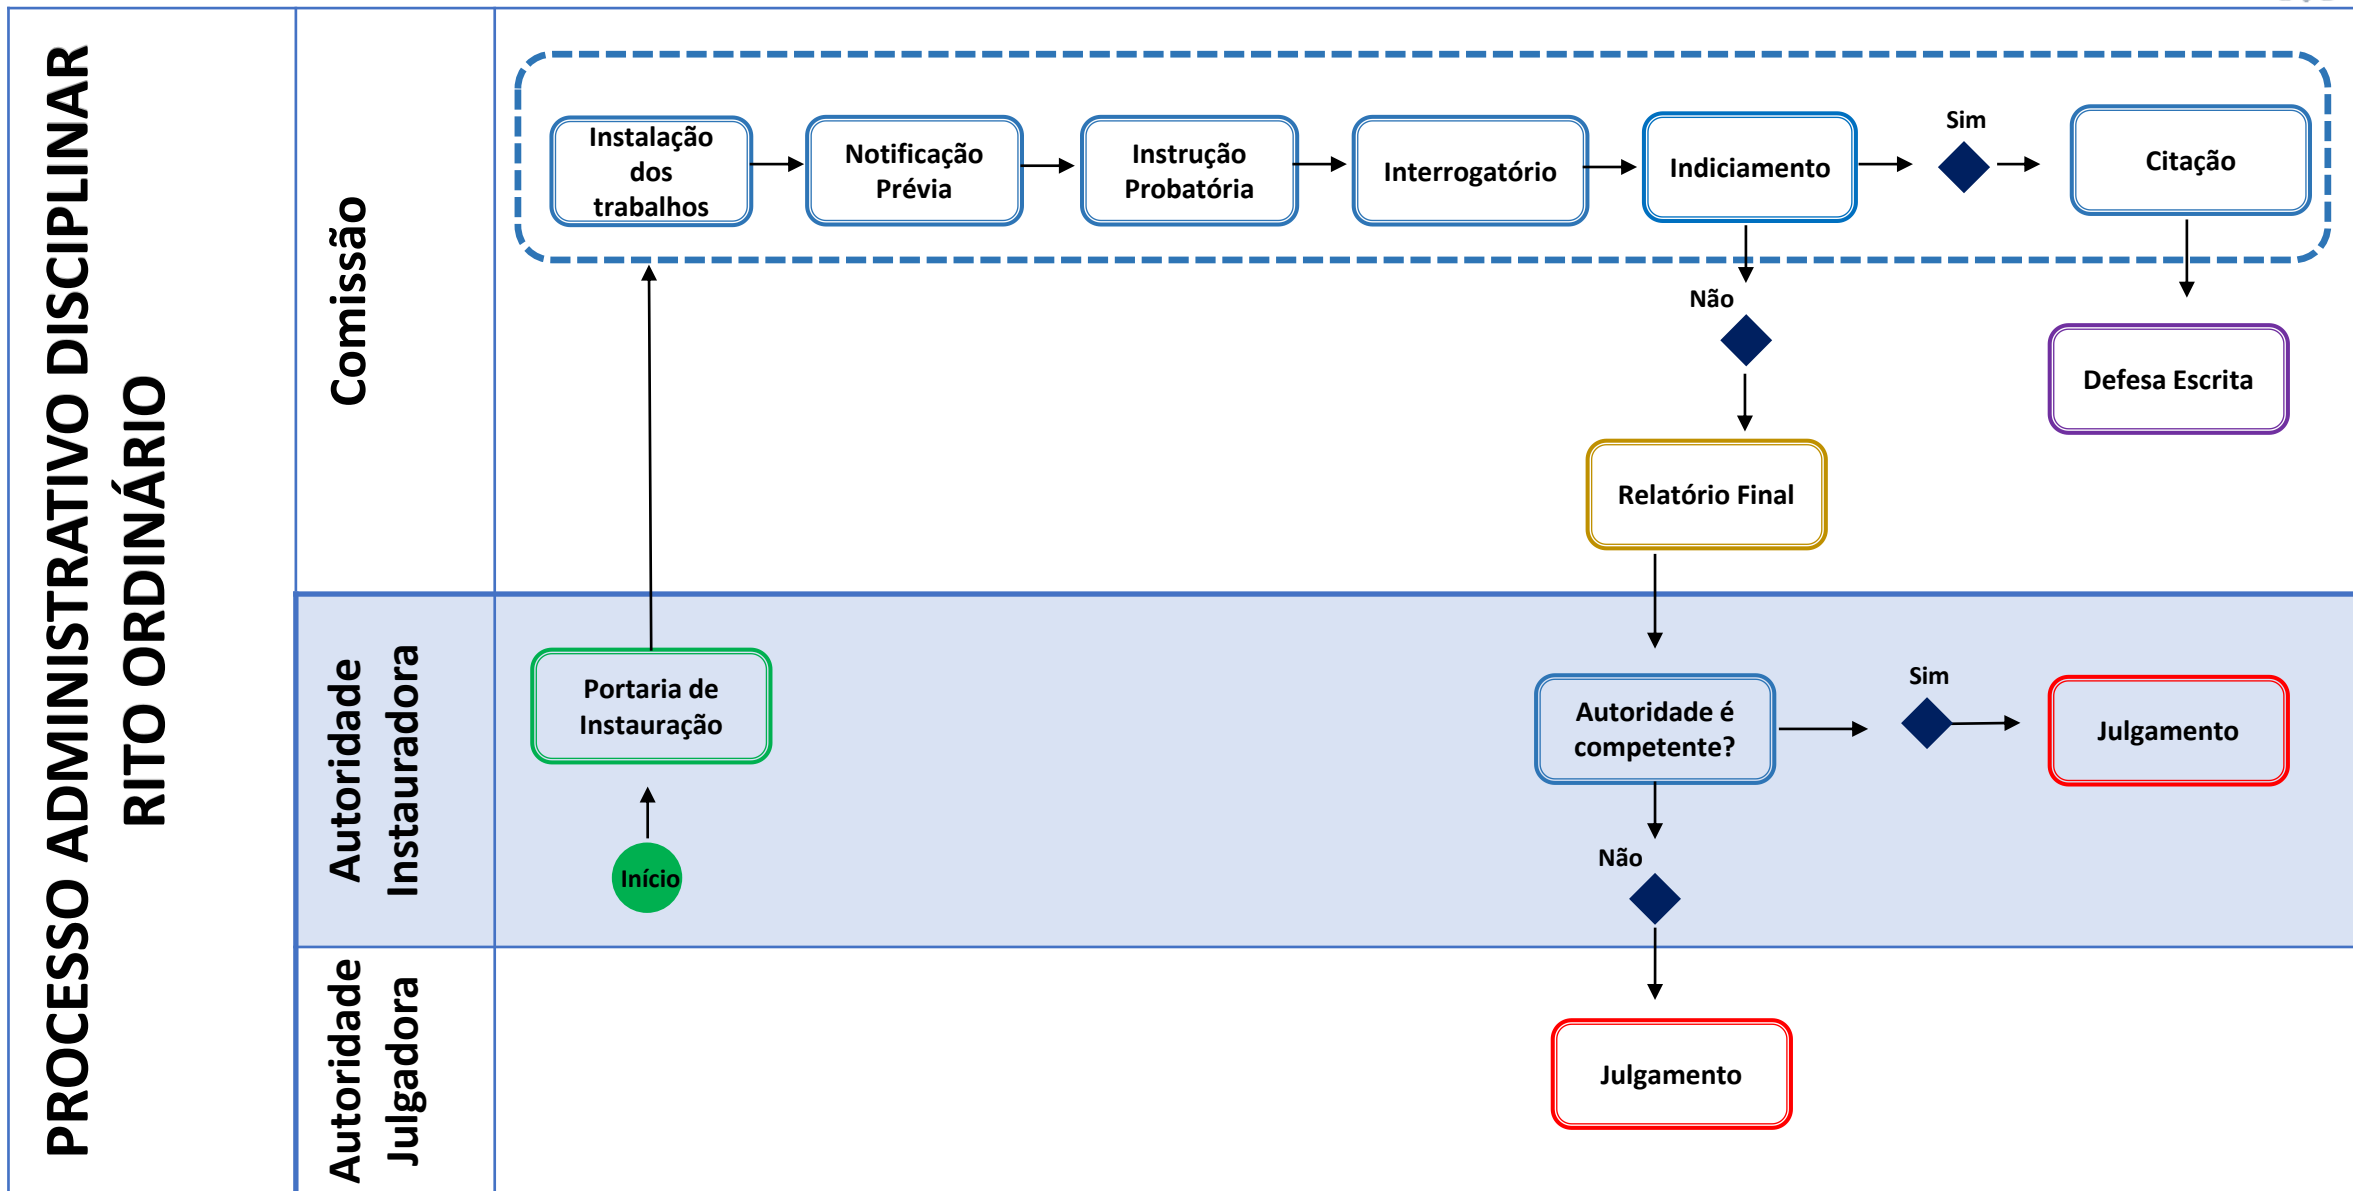 PROCESSO ADMINISTRATIVO DISCIPLINAR
RITO ORDINÁRIO
Comissão
Instalação
dos
trabalhos
Notificação
Prévia
Instrução
Probatória
Interrogatório
Indiciamento
Sim
Citação
Não
Defesa Escrita
Relatório Final
Autoridade
Instauradora
Portaria de
Instauração
Início
Autoridade é
competente?
Sim
Julgamento
Não
Autoridade
Julgadora
Julgamento